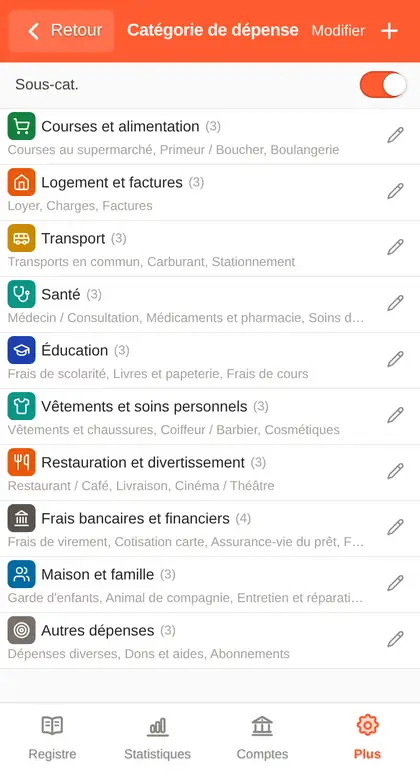 Retour
Catégorie de dépense
Modifier
Sous-cat.
Courses et alimentation (3)
Courses au supermarché, Primeur / Boucher, Boulangerie
Logement et factures (3)
Loyer, Charges, Factures
Transport (3)
Transports en commun, Carburant, Stationnement
Santé (3)
Médecin / Consultation, Médicaments et pharmacie, Soins d…
Éducation (3)
Frais de scolarité, Livres et papeterie, Frais de cours
Vêtements et soins personnels (3)
Vêtements et chaussures, Coiffeur / Barbier, Cosmétiques
Restauration et divertissement (3)
Restaurant / Café, Livraison, Cinéma / Théâtre
Frais bancaires et financiers (4)
Frais de virement, Cotisation carte, Assurance-vie du prêt, F…
Maison et famille (3)
Garde d'enfants, Animal de compagnie, Entretien et réparati…
Autres dépenses (3)
Dépenses diverses, Dons et aides, Abonnements
Registre
Statistiques
Comptes
Plus